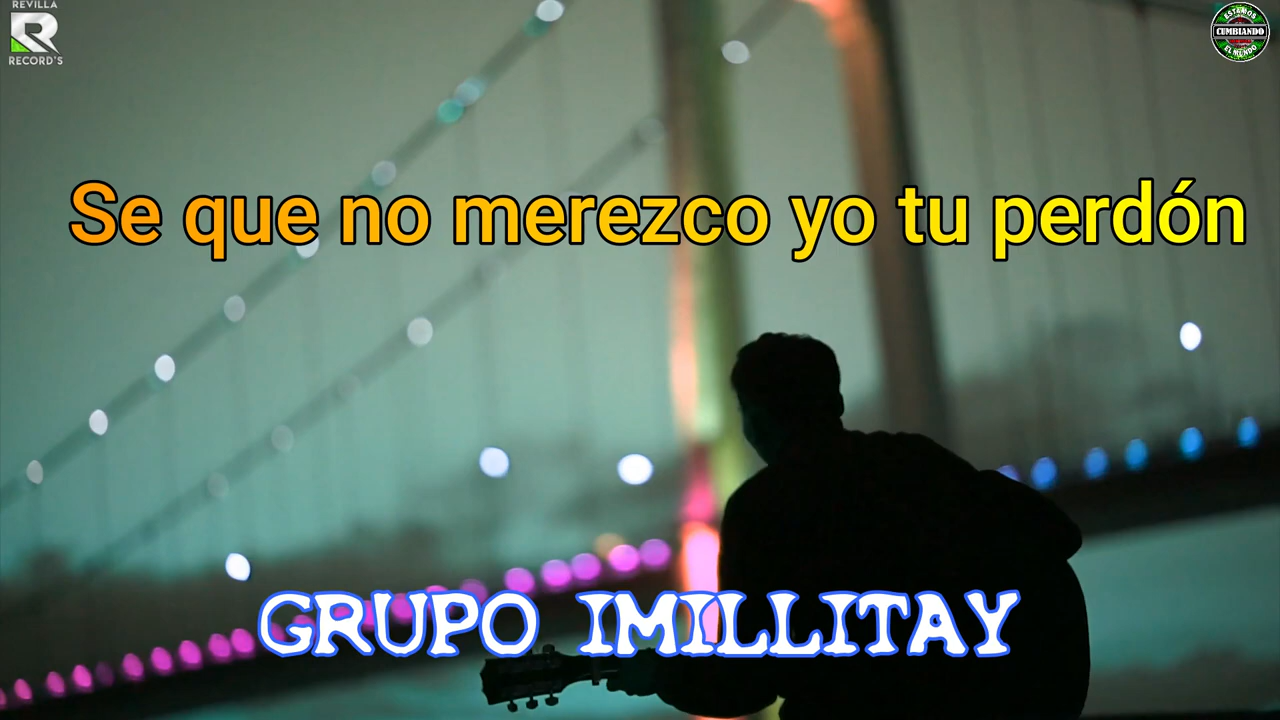 REVILLA
RECORD'S
ESTAMOS
CUMBIANDO
EL MUNDO
Se que no merezco yo tu perdón
GRUPO IMILLITAY